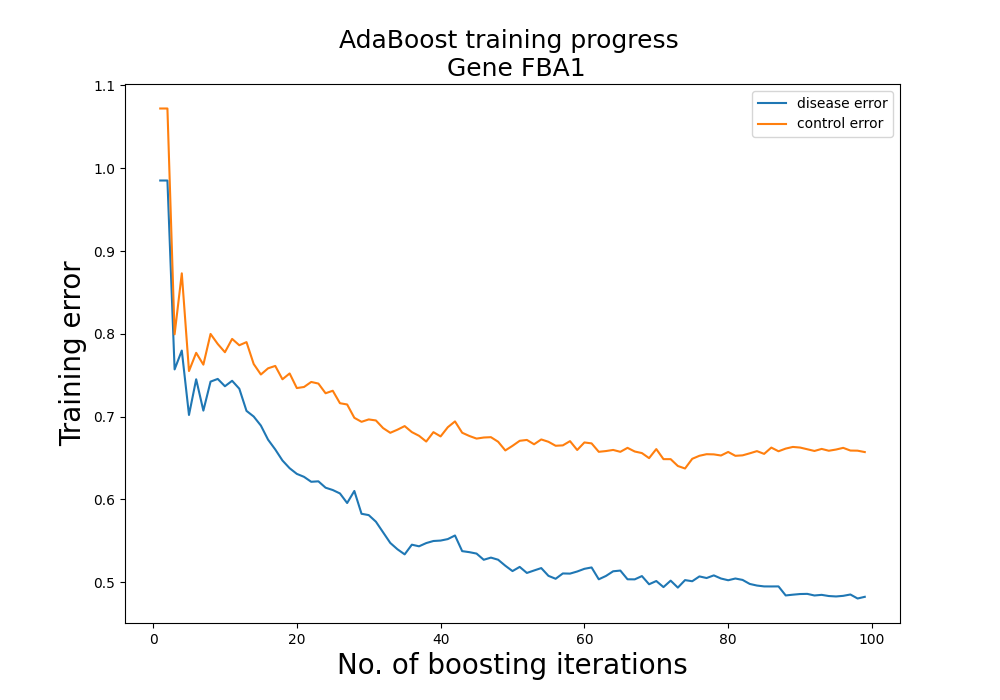 AdaBoost training progress
Gene FBA1
disease error
control error
Training error
1.1
1.0
0.9
0.8
0.7
0.6
0.5
0 20 40 60 80 100
No. of boosting iterations